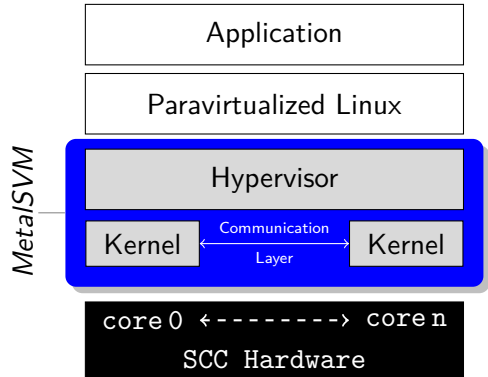 Application
Paravirtualized Linux
MetalSVM
Hypervisor
Kernel
Communication
Layer
Kernel
core 0 core n
SCC Hardware